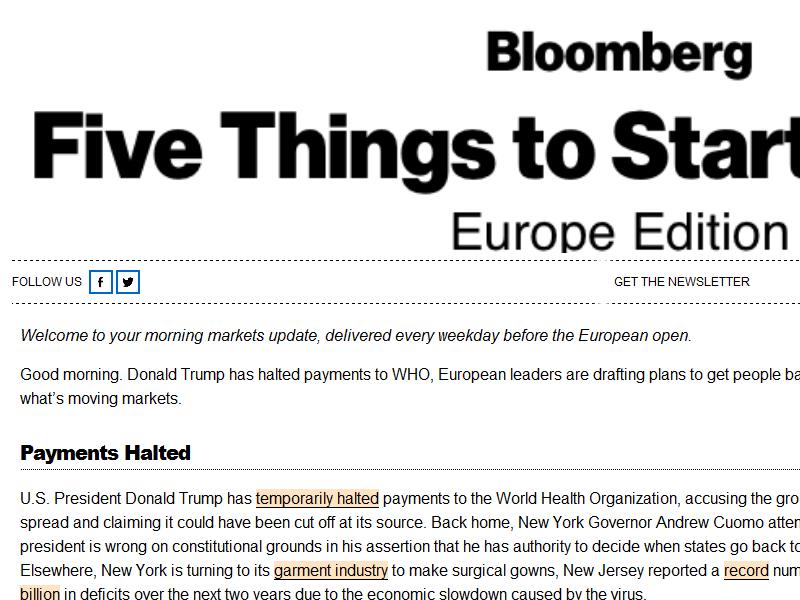 Bloomberg
Five Things to Start
Europe Edition
FOLLOW US
GET THE NEWSLETTER
Welcome to your morning markets update, delivered every weekday before the European open.
Good morning. Donald Trump has halted payments to WHO, European leaders are drafting plans to get people ba
what's moving markets.
Payments Halted
U.S. President Donald Trump has temporarily halted payments to the World Health Organization, accusing the gro
spread and claiming it could have been cut off at its source. Back home, New York Governor Andrew Cuomo atten
president is wrong on constitutional grounds in his assertion that he has authority to decide when states go back to
Elsewhere, New York is turning to its garment industry to make surgical gowns, New Jersey reported a record num
billion in deficits over the next two years due to the economic slowdown caused by the virus.